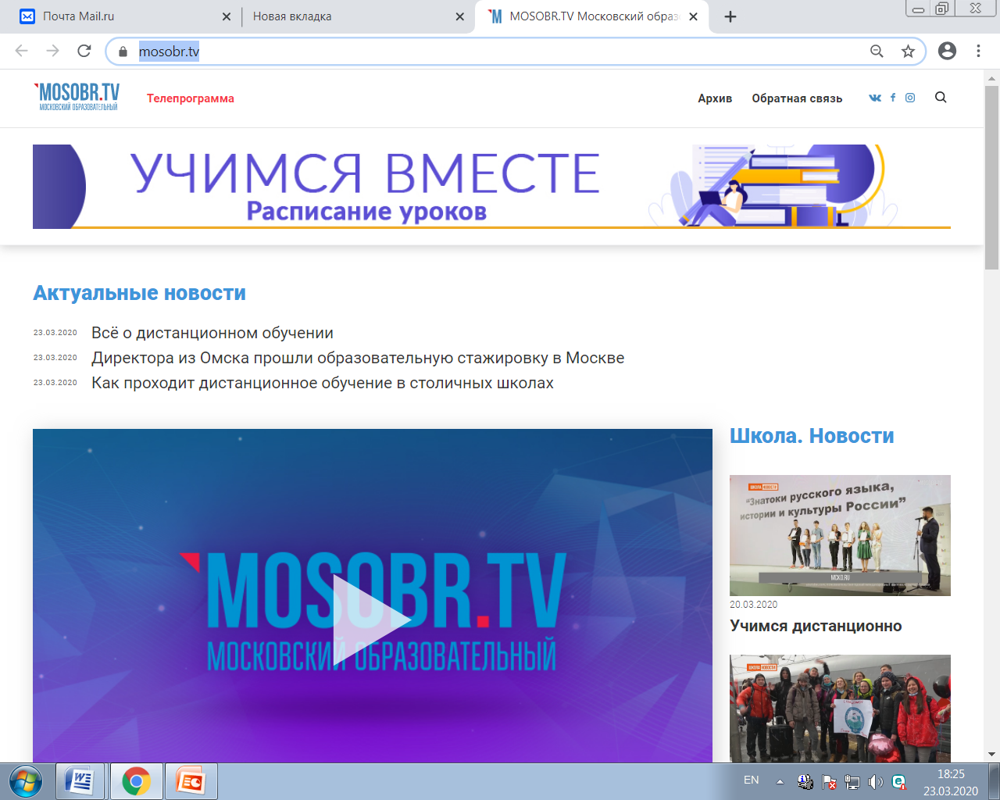 Почта Mail.ru
Новая вкладка
MOSOBR.TV Московский образ
mosobr.tv
MOSOBR.TV
МОСКОВСКИЙ ОБРАЗОВАТЕЛЬНЫЙ
Телепрограмма
Архив
Обратная связь
УЧИМСЯ ВМЕСТЕ
Расписание уроков
Актуальные новости
23.03.2020 Всё о дистанционном обучении
23.03.2020 Директора из Омска прошли образовательную стажировку в Москве
23.03.2020 Как проходит дистанционное обучение в столичных школах
MOSOBR.TV
МОСКОВСКИЙ ОБРАЗОВАТЕЛЬНЫЙ
Школа. Новости
ШКОЛА НОВОСТИ
"Знатоки русского языка,
истории и культуры России"
MCKO.RU
20.03.2020
Учимся дистанционно
ШКОЛА НОВОСТИ
EN
18:25
23.03.2020